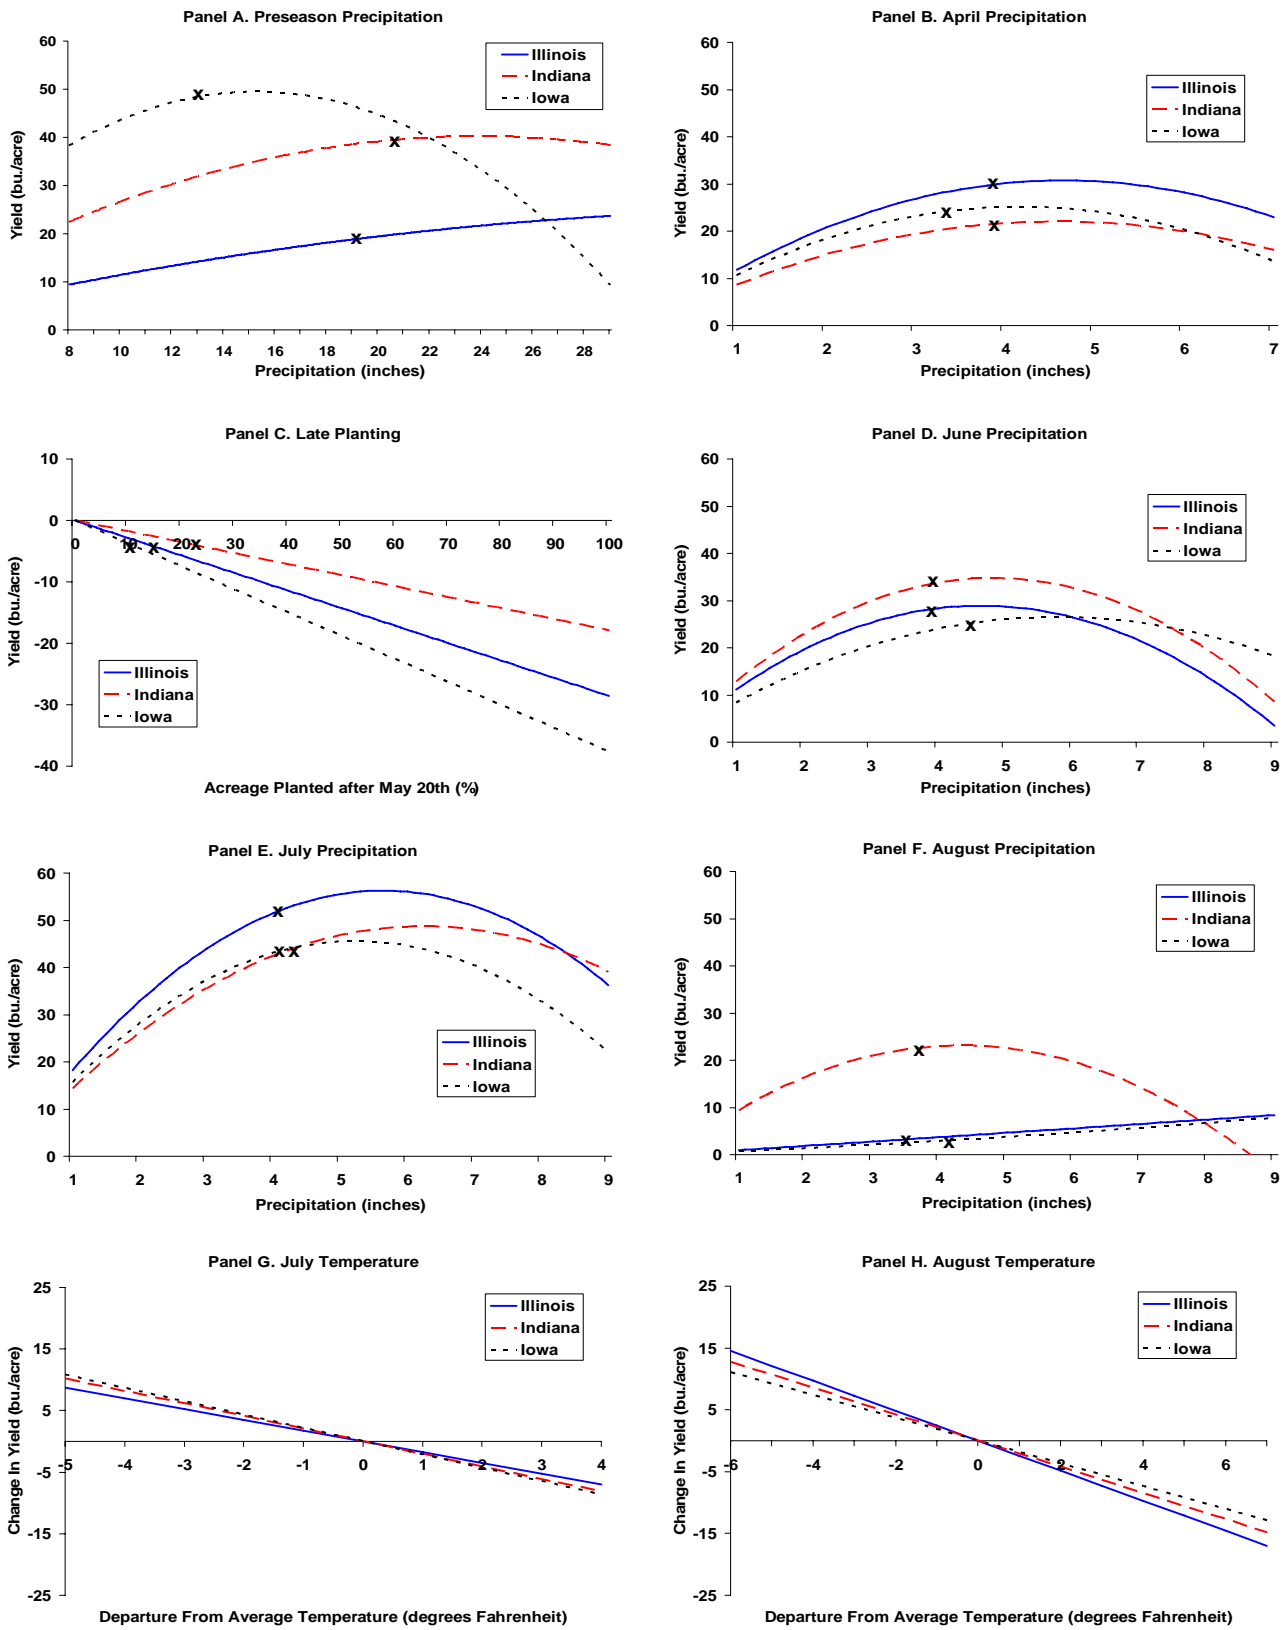 Panel A. Preseason Precipitation
60
50
40
30
20
10
0
Yield (bu./acre)
Illinois
Indiana
Iowa
x
x
x
8 10 12 14 16 18 20 22 24 26 28
Precipitation (inches)
Panel B. April Precipitation
60
50
40
30
20
10
0
Yield (bu./acre)
Illinois
Indiana
Iowa
x
x
x
1 2 3 4 5 6 7
Precipitation (inches)
Panel C. Late Planting
10
0
-10
-20
-30
-40
Yield (bu./acre)
0 10 20 30 40 50 60 70 80 90 100
x x x
Illinois
Indiana
Iowa
Acreage Planted after May 20th (%)
Panel D. June Precipitation
60
50
40
30
20
10
0
Yield (bu./acre)
Illinois
Indiana
Iowa
x
x
x
1 2 3 4 5 6 7 8 9
Precipitation (inches)
Panel E. July Precipitation
60
50
40
30
20
10
0
Yield (bu./acre)
x
x x
Illinois
Indiana
Iowa
1 2 3 4 5 6 7 8 9
Precipitation (inches)
Panel F. August Precipitation
60
50
40
30
20
10
0
Yield (bu./acre)
Illinois
Indiana
Iowa
x
x x
1 2 3 4 5 6 7 8 9
Precipitation (inches)
Panel G. July Temperature
25
15
5
-5
-15
-25
Change In Yield (bu./acre)
Illinois
Indiana
Iowa
-5 -4 -3 -2 -1 0 1 2 3 4
Departure From Average Temperature (degrees Fahrenheit)
Panel H. August Temperature
25
15
5
-5
-15
-25
Change In Yield (bu./acre)
Illinois
Indiana
Iowa
-6 -4 -2 0 2 4 6
Departure From Average Temperature (degrees Fahrenheit)